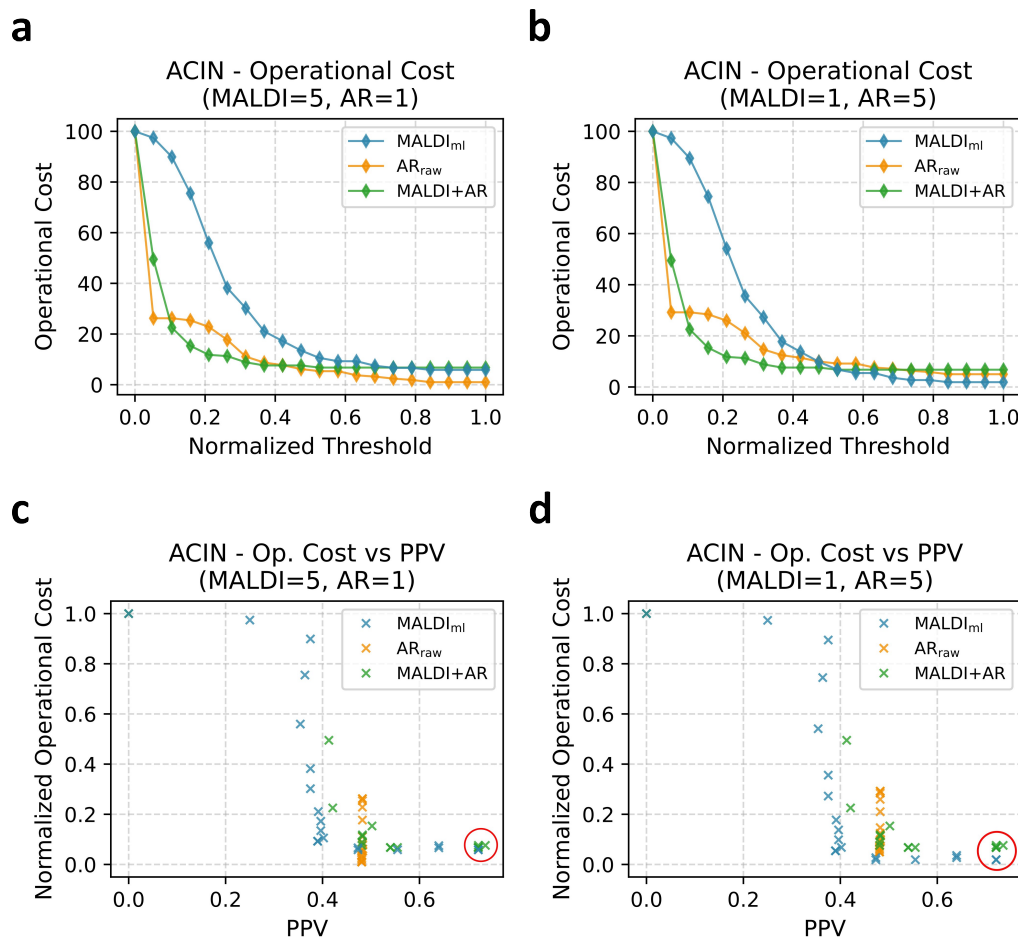 a
ACIN - Operational Cost
(MALDI=5, AR=1)
Operational Cost
100
80
60
40
20
0
MALDIml
ARraw
MALDI+AR
0.0 0.2 0.4 0.6 0.8 1.0
Normalized Threshold
b
ACIN - Operational Cost
(MALDI=1, AR=5)
Operational Cost
100
80
60
40
20
0
MALDIml
ARraw
MALDI+AR
0.0 0.2 0.4 0.6 0.8 1.0
Normalized Threshold
c
ACIN - Op. Cost vs PPV
(MALDI=5, AR=1)
Normalized Operational Cost
1.0
0.8
0.6
0.4
0.2
0.0
MALDIml
ARraw
MALDI+AR
0.0 0.2 0.4 0.6
PPV
d
ACIN - Op. Cost vs PPV
(MALDI=1, AR=5)
Normalized Operational Cost
1.0
0.8
0.6
0.4
0.2
0.0
MALDIml
ARraw
MALDI+AR
0.0 0.2 0.4 0.6
PPV